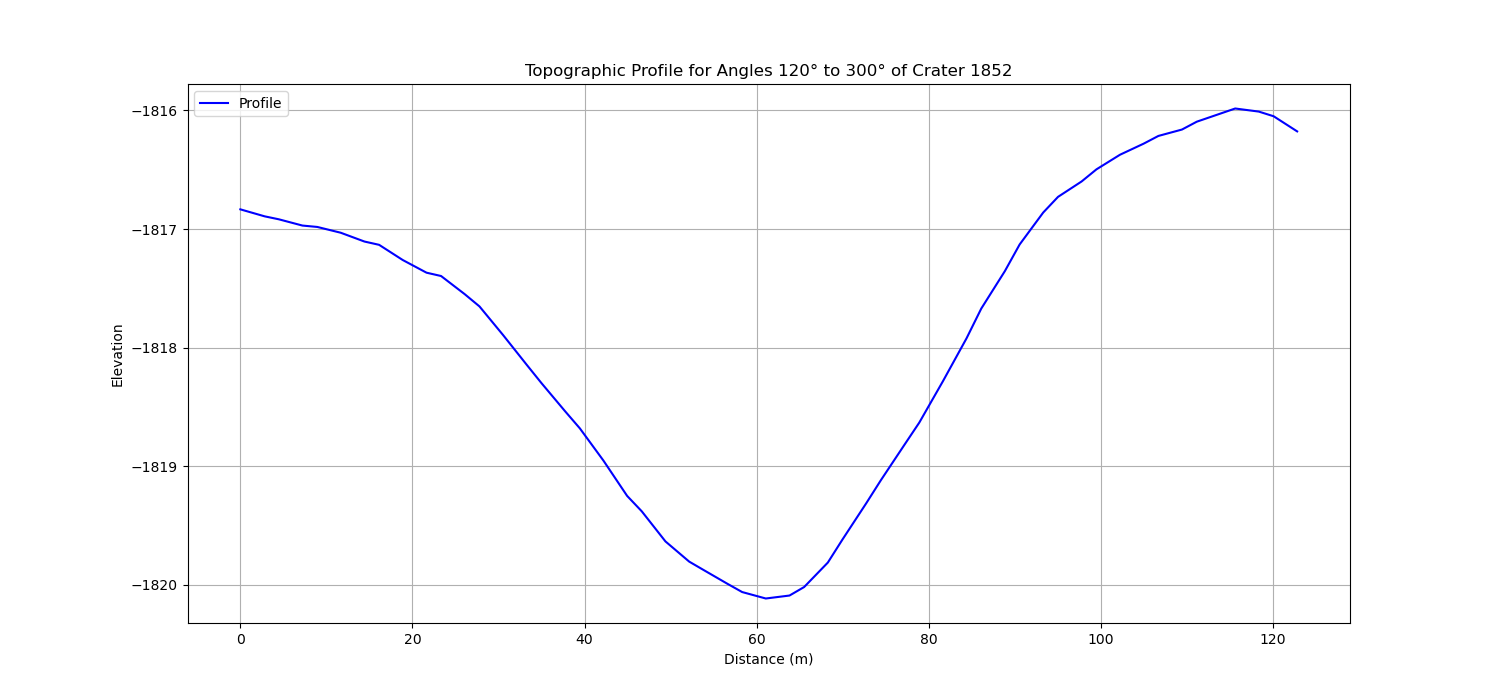 Topographic Profile for Angles 120° to 300° of Crater 1852
Profile
Elevation
−1816
−1817
−1818
−1819
−1820
0 20 40 60 80 100 120
Distance (m)